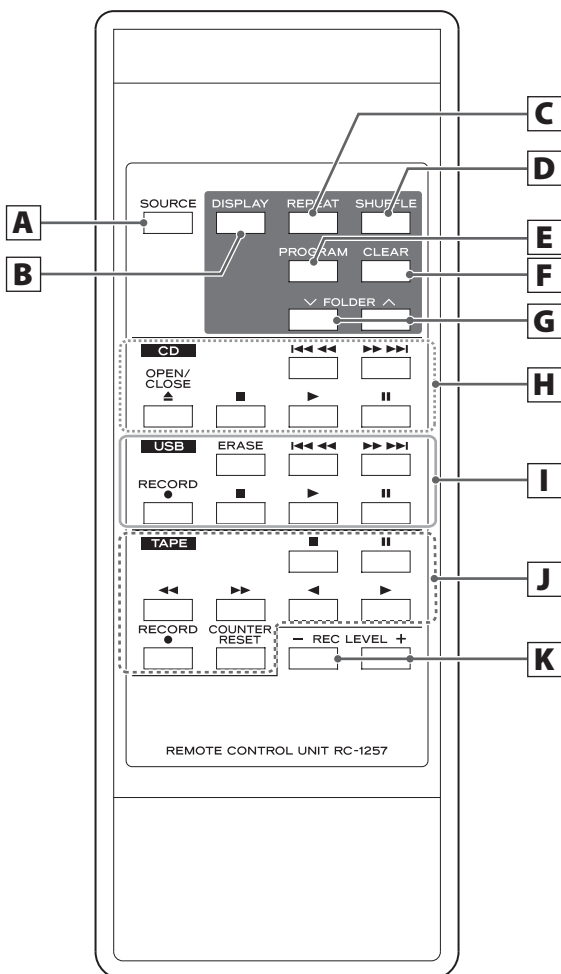 C
D
SOURCE DISPLAY REPEAT SHUFFLE
A
E
PROGRAM CLEAR
B
F
FOLDER
G
CD
OPEN/
CLOSE
H
USB ERASE
I
RECORD
TAPE
J
RECORD COUNTER
RESET
− REC LEVEL +
K
REMOTE CONTROL UNIT RC-1257